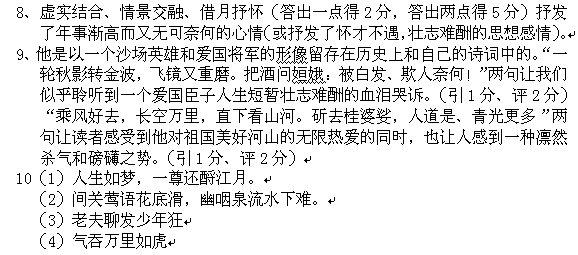 8、虚实结合、情景交融、借月抒怀（答出一点得2分，答出两点得5分）抒发
了年事渐高而又无可奈何的心情（或抒发了怀才不遇，壮志难酬的思想感情）。
9、他是以一个沙场英雄和爱国将军的形像留存在历史上和自己的诗词中的。“一
轮秋影转金波，飞镜又重磨。把酒问姮娥：被白发、欺人奈何！”两句让我们
似乎聆听到一个爱国臣子人生短暂壮志难酬的血泪哭诉。（引1分、评2分）
“乘风好去，长空万里，直下看山河。斫去桂婆娑，人道是、青光更多”两
句让读者感受到他对祖国美好河山的无限热爱的同时，也让人感到一种凛然
杀气和磅礴之势。（引1分、评2分）
10（1）人生如梦，一尊还酹江月。
（2）间关莺语花底滑，幽咽泉流水下难。
（3）老夫聊发少年狂
（4）气吞万里如虎